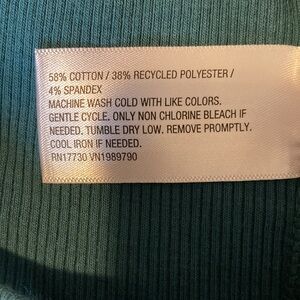 58% COTTON / 38% RECYCLED POLYESTER /
4% SPANDEX
MACHINE WASH COLD WITH LIKE COLORS.
GENTLE CYCLE. ONLY NON CHLORINE BLEACH IF
NEEDED. TUMBLE DRY LOW. REMOVE PROMPTLY.
COOL IRON IF NEEDED.
RN17730 VN1989790